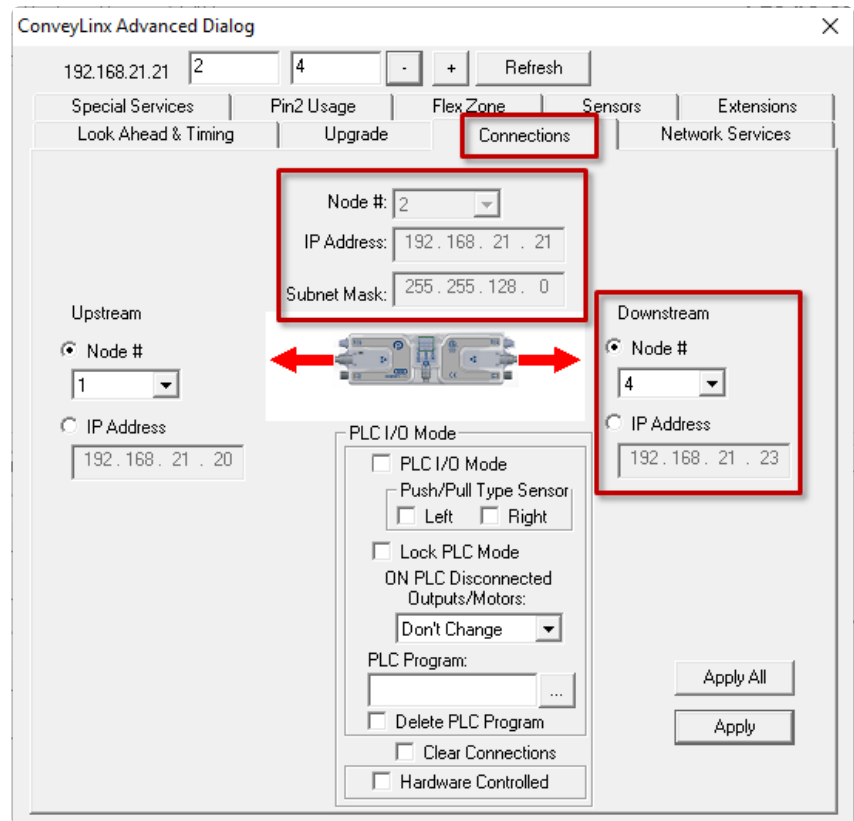 ConveyLinx Advanced Dialog
192.168.21.21 2 4 - + Refresh
Special Services Pin2 Usage Flex Zone Sensors Extensions
Look Ahead & Timing Upgrade Connections Network Services
Node #: 2
IP Address: 192 . 168 . 21 . 21
Subnet Mask: 255 . 255 . 128 . 0
Upstream
Node #
1
IP Address
192 . 168 . 21 . 20
Downstream
Node #
4
IP Address
192 . 168 . 21 . 23
PLC I/O Mode
PLC I/O Mode
Push/Pull Type Sensor
Left Right
Lock PLC Mode
ON PLC Disconnected
Outputs/Motors:
Don't Change
PLC Program:
...
Delete PLC Program
Clear Connections
Hardware Controlled
Apply All
Apply